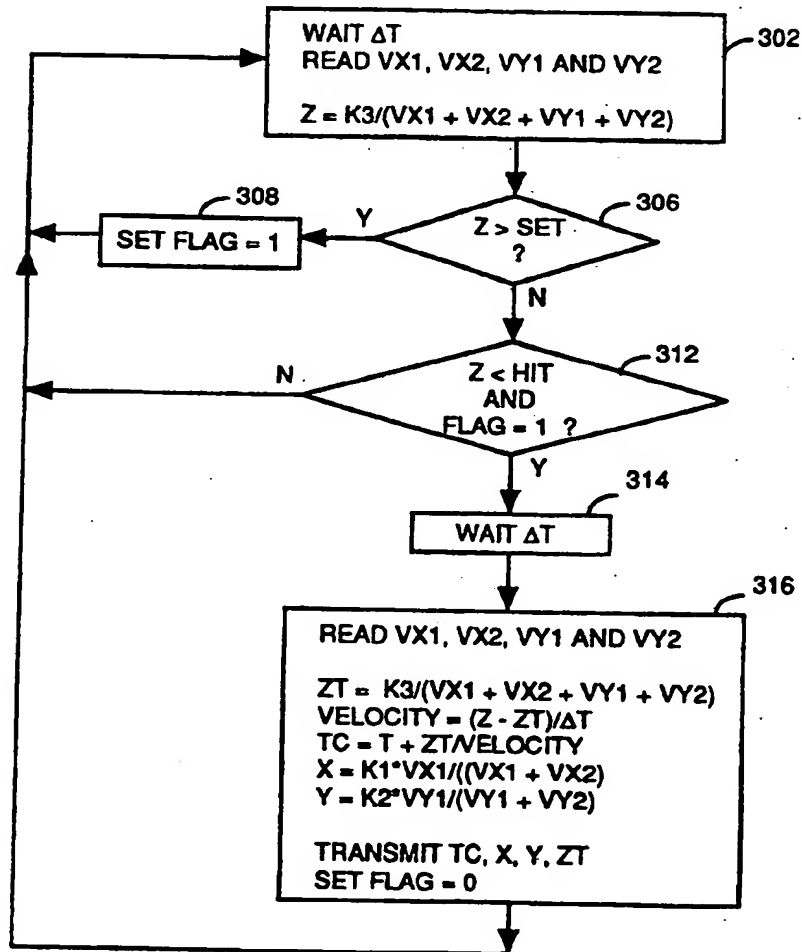 WAIT ΔT
READ VX1, VX2, VY1 AND VY2
Z = K3/(VX1 + VX2 + VY1 + VY2)
302
308
SET FLAG = 1
Y
306
Z > SET
?
N
312
Z < HIT
AND
FLAG = 1 ?
N
Y
314
WAIT ΔT
316
READ VX1, VX2, VY1 AND VY2
ZT = K3/(VX1 + VX2 + VY1 + VY2)
VELOCITY = (Z - ZT)/ΔT
TC = T + ZT/VELOCITY
X = K1*VX1/((VX1 + VX2)
Y = K2*VY1/(VY1 + VY2)
TRANSMIT TC, X, Y, ZT
SET FLAG = 0